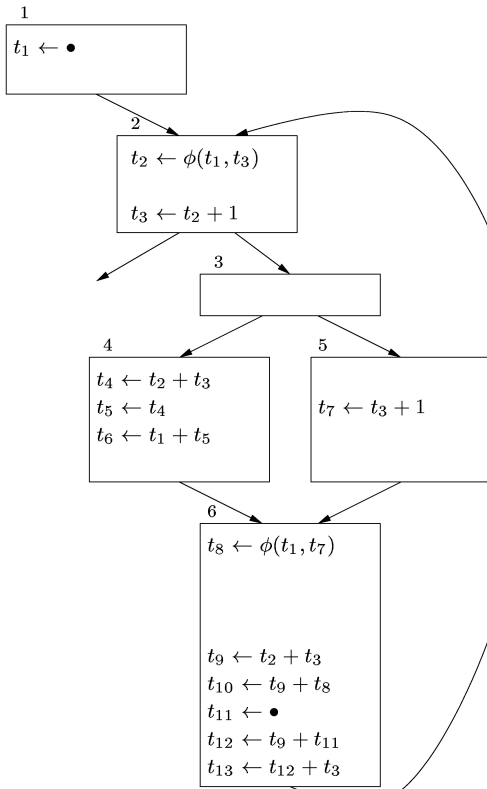 1
t₁ ← •
2
t₂ ← ϕ(t₁, t₃)
t₃ ← t₂ + 1
3
4
t₄ ← t₂ + t₃
t₅ ← t₄
t₆ ← t₁ + t₅
5
t₇ ← t₃ + 1
6
t₈ ← ϕ(t₁, t₇)
t₉ ← t₂ + t₃
t₁₀ ← t₉ + t₈
t₁₁ ← •
t₁₂ ← t₉ + t₁₁
t₁₃ ← t₁₂ + t₃